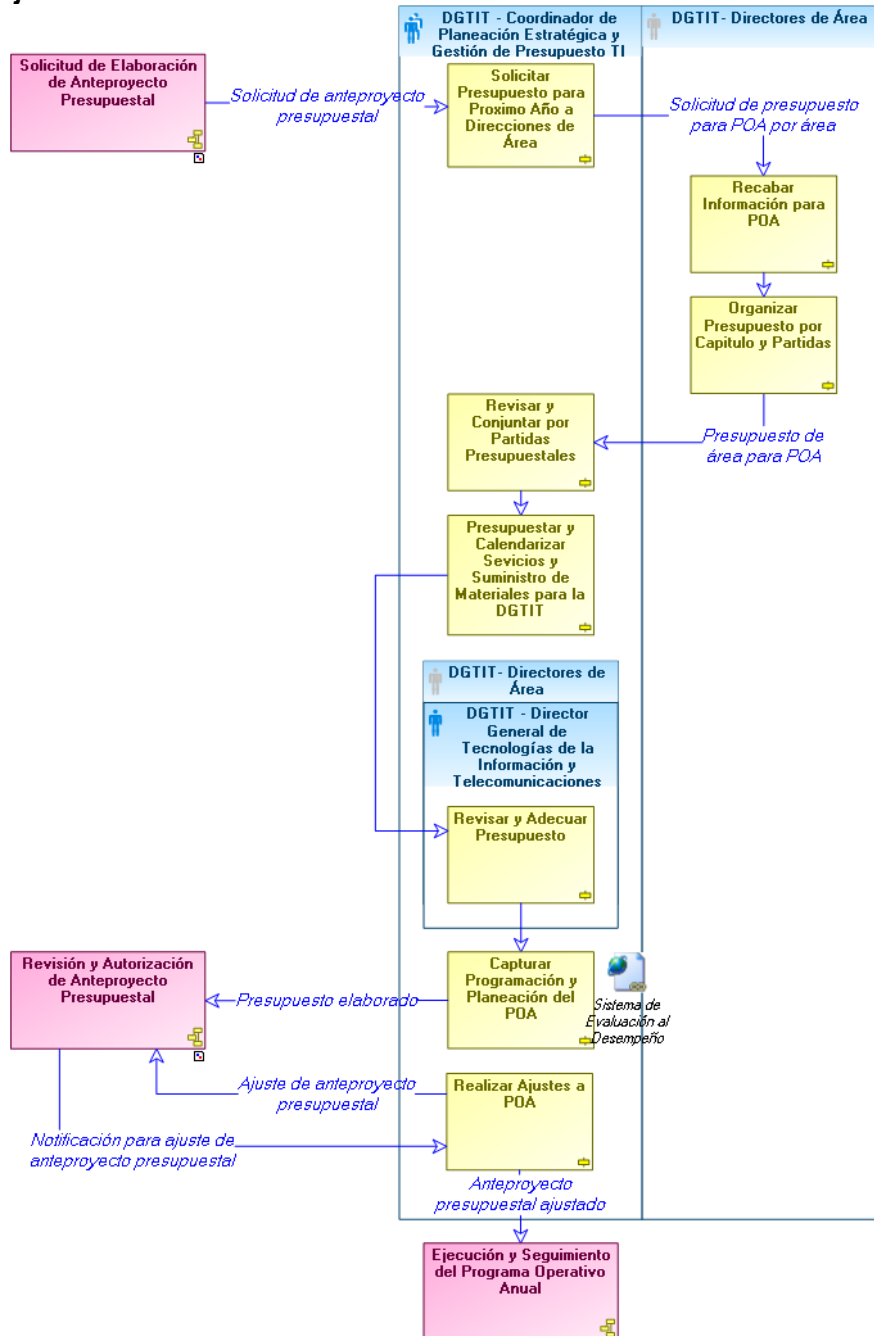 DGTIT - Coordinador de
Planeación Estratégica y
Gestión de Presupuesto TI
DGTIT- Directores de Área
Solicitud de Elaboración
de Anteproyecto
Presupuestal
Solicitud de anteproyecto
presupuestal
Solicitar
Presupuesto para
Proximo Año a
Direcciones de
Área
Solicitud de presupuesto
para POA por área
Recabar
Información para
POA
Organizar
Presupuesto por
Capitulo y Partidas
Presupuesto de
área para POA
Revisar y
Conjuntar por
Partidas
Presupuestales
Presupuestar y
Calendarizar
Sevicios y
Suministro de
Materiales para la
DGTIT
DGTIT- Directores de
Área
DGTIT - Director
General de
Tecnologías de la
Información y
Telecomunicaciones
Revisar y Adecuar
Presupuesto
Capturar
Programación y
Planeación del
POA
Sistema de
Evaluación al
Desempeño
Presupuesto elaborado
Revisión y Autorización
de Anteproyecto
Presupuestal
Ajuste de anteproyecto
presupuestal
Realizar Ajustes a
POA
Notificación para ajuste de
anteproyecto presupuestal
Anteproyecto
presupuestal ajustado
Ejecución y Seguimiento
del Programa Operativo
Anual